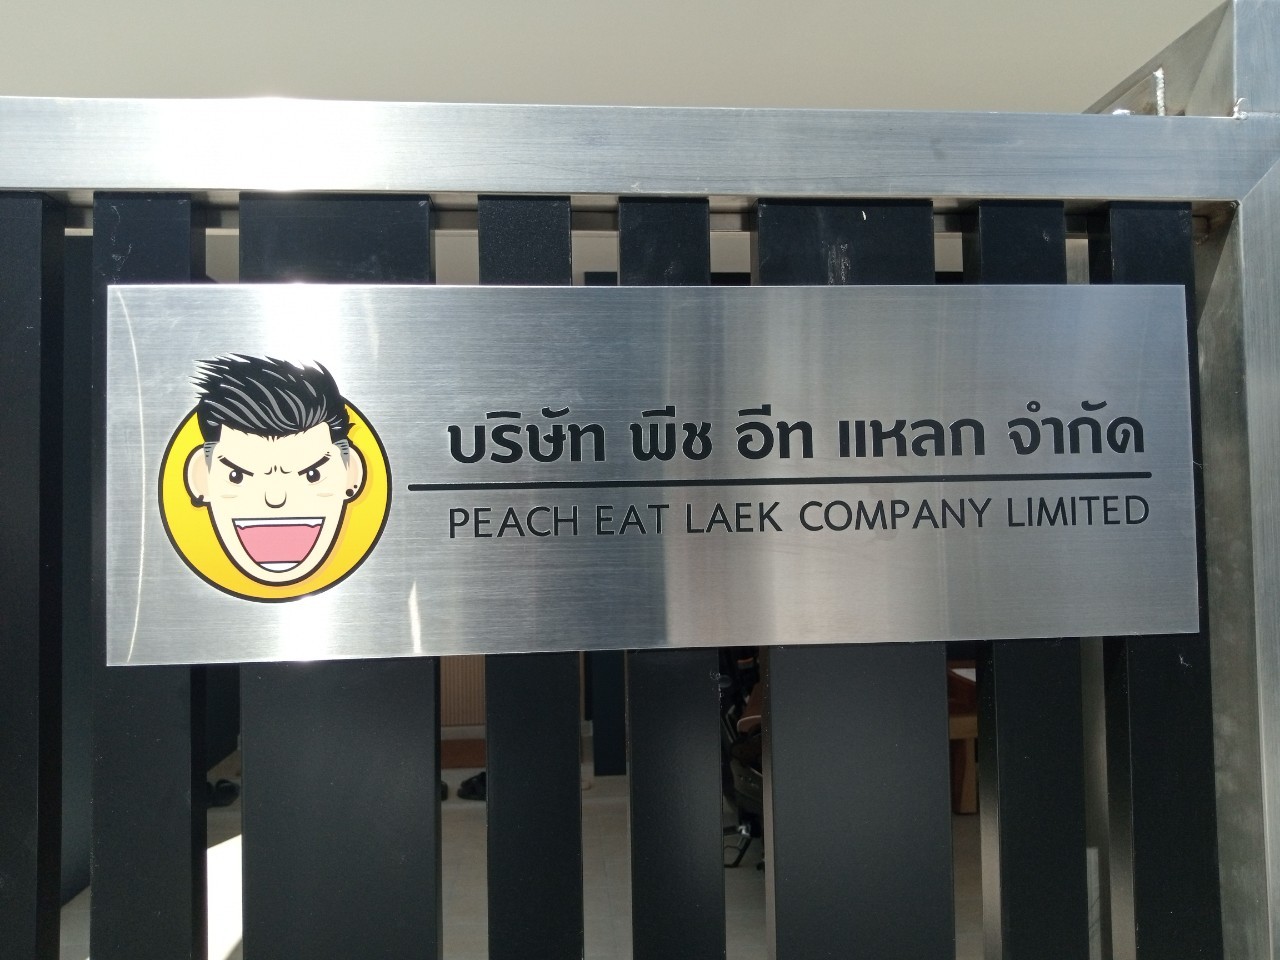 บริษัท พีช อีท แหลก จำกัด
PEACH EAT LAEK COMPANY LIMITED